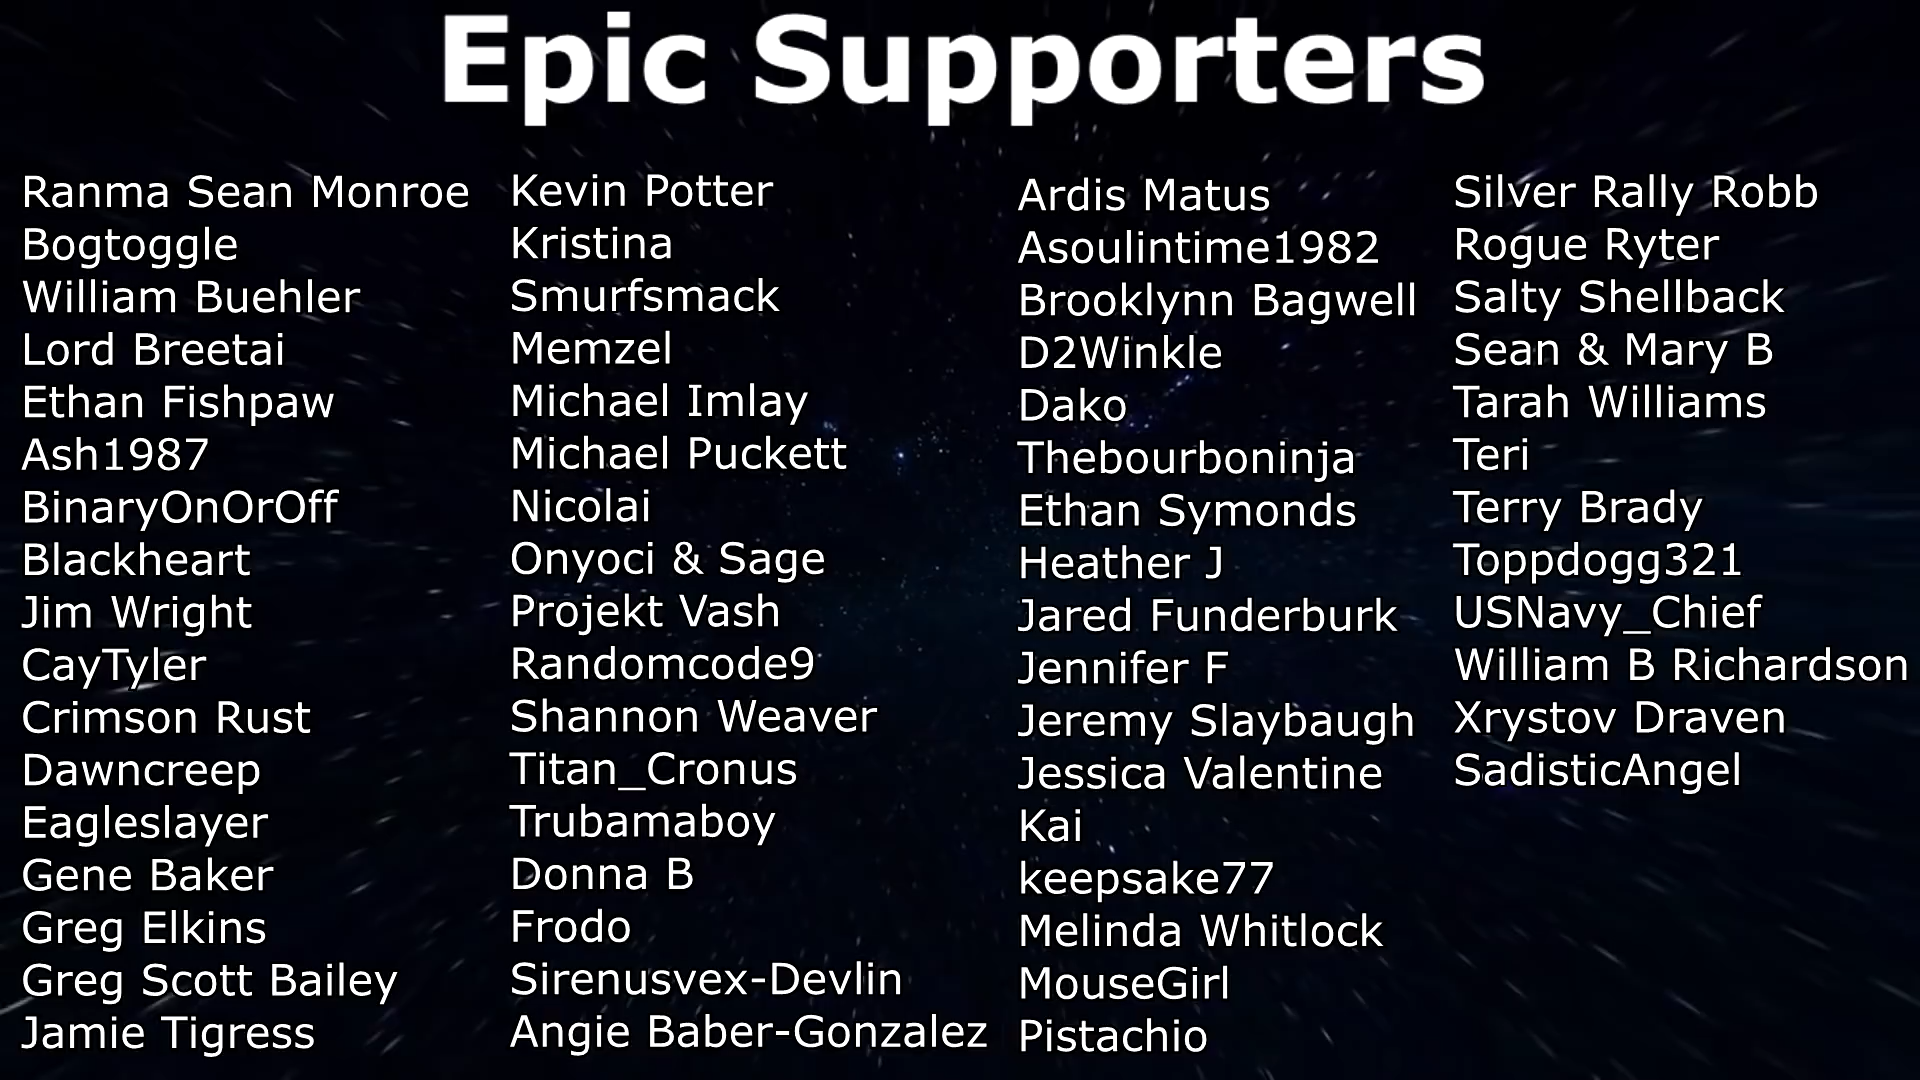 Epic Supporters
Ranma Sean Monroe
Bogtoggle
William Buehler
Lord Breetai
Ethan Fishpaw
Ash1987
BinaryOnOrOff
Blackheart
Jim Wright
CayTyler
Crimson Rust
Dawncreep
Eagleslayer
Gene Baker
Greg Elkins
Greg Scott Bailey
Jamie Tigress
Kevin Potter
Kristina
Smurfsmack
Memzel
Michael Imlay
Michael Puckett
Nicolai
Onyoci & Sage
Projekt Vash
Randomcode9
Shannon Weaver
Titan_Cronus
Trubamaboy
Donna B
Frodo
Sirenusvex-Devlin
Angie Baber-Gonzalez
Ardis Matus
Asoulintime1982
Brooklynn Bagwell
D2Winkle
Dako
Thebourboninja
Ethan Symonds
Heather J
Jared Funderburk
Jennifer F
Jeremy Slaybaugh
Jessica Valentine
Kai
keepsake77
Melinda Whitlock
MouseGirl
Pistachio
Silver Rally Robb
Rogue Ryter
Salty Shellback
Sean & Mary B
Tarah Williams
Teri
Terry Brady
Toppdogg321
USNavy_Chief
William B Richardson
Xrystov Draven
SadisticAngel